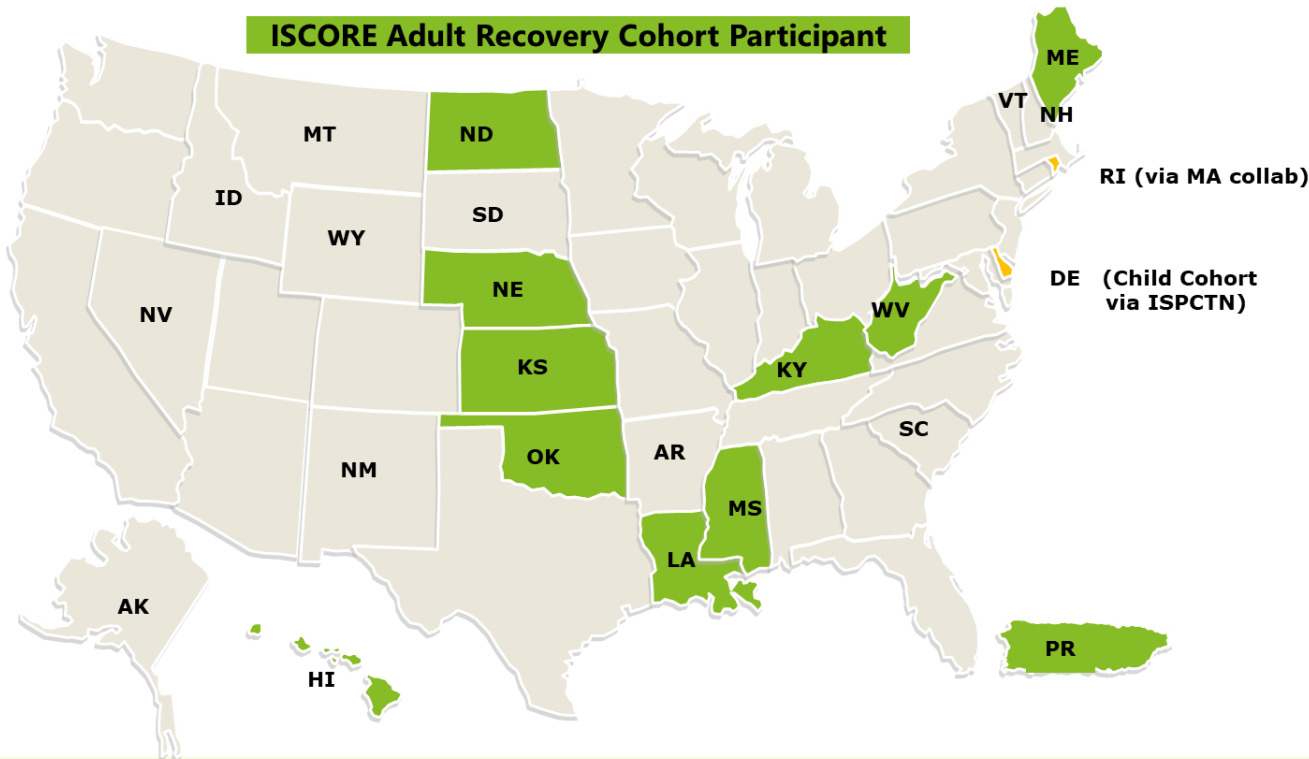 ISCORE Adult Recovery Cohort Participant
ME
VT
NH
MT
ND
RI (via MA collab)
ID
SD
WY
NE
DE (Child Cohort
via ISPCTN)
NV
WV
KS
KY
SC
AR
OK
NM
MS
LA
AK
PR
HI